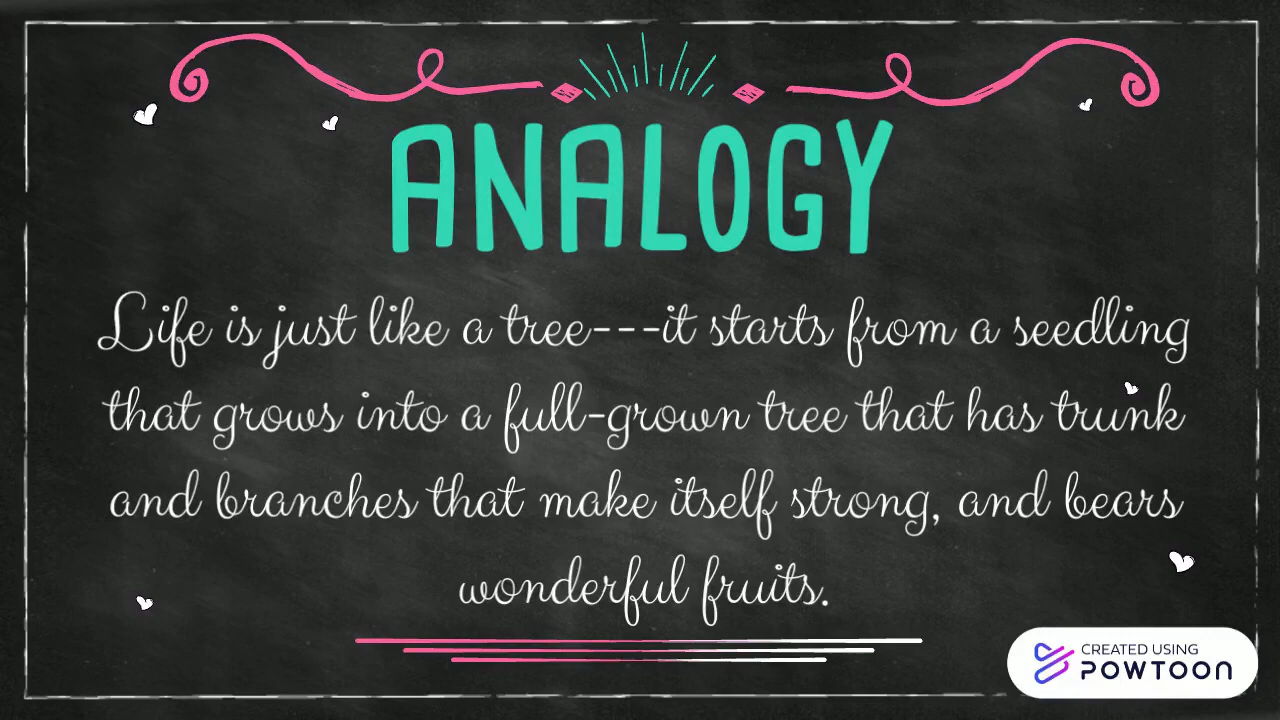 ANALOGY
Life is just like a tree---it starts from a seedling
that grows into a full-grown tree that has trunk
and branches that make itself strong, and bears
wonderful fruits.
CREATED USING
POWTOON